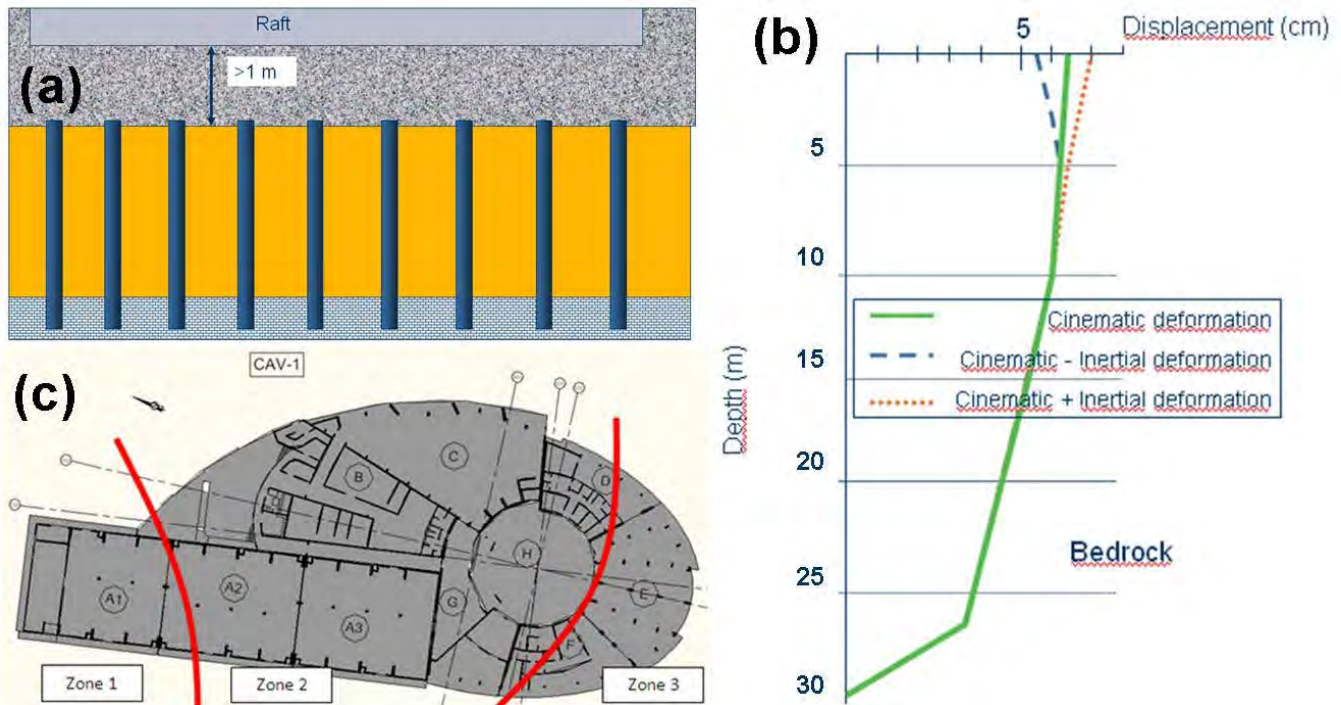 (a)
Raft
>1 m
(b)
5 Displacement (cm)
5
10
15
20
25
30
Depth (m)
Cinematic deformation
Cinematic - Inertial deformation
Cinematic + Inertial deformation
Bedrock
(c)
CAV-1
B
C
D
H
E
A1
A2
A3
G
F
Zone 1
Zone 2
Zone 3